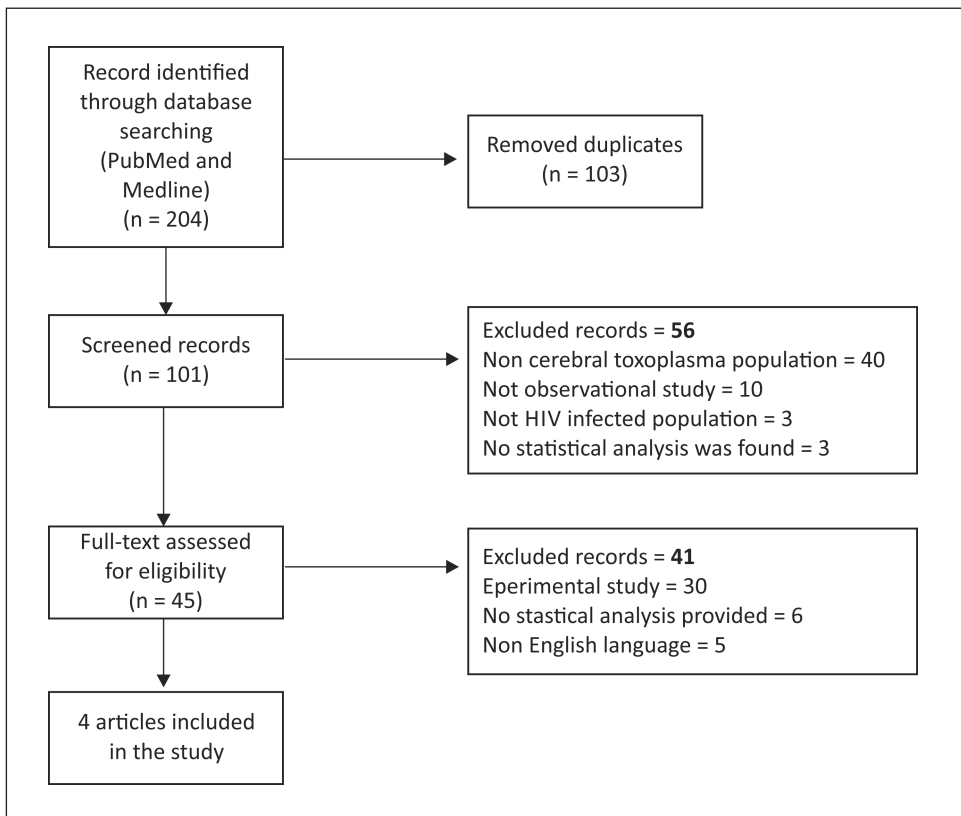 Record identified
through database
searching
(PubMed and
Medline)
(n = 204)
Removed duplicates
(n = 103)
Screened records
(n = 101)
Excluded records = 56
Non cerebral toxoplasma population = 40
Not observational study = 10
Not HIV infected population = 3
No statistical analysis was found = 3
Full-text assessed
for eligibility
(n = 45)
Excluded records = 41
Eperimental study = 30
No stastical analysis provided = 6
Non English language = 5
4 articles included
in the study